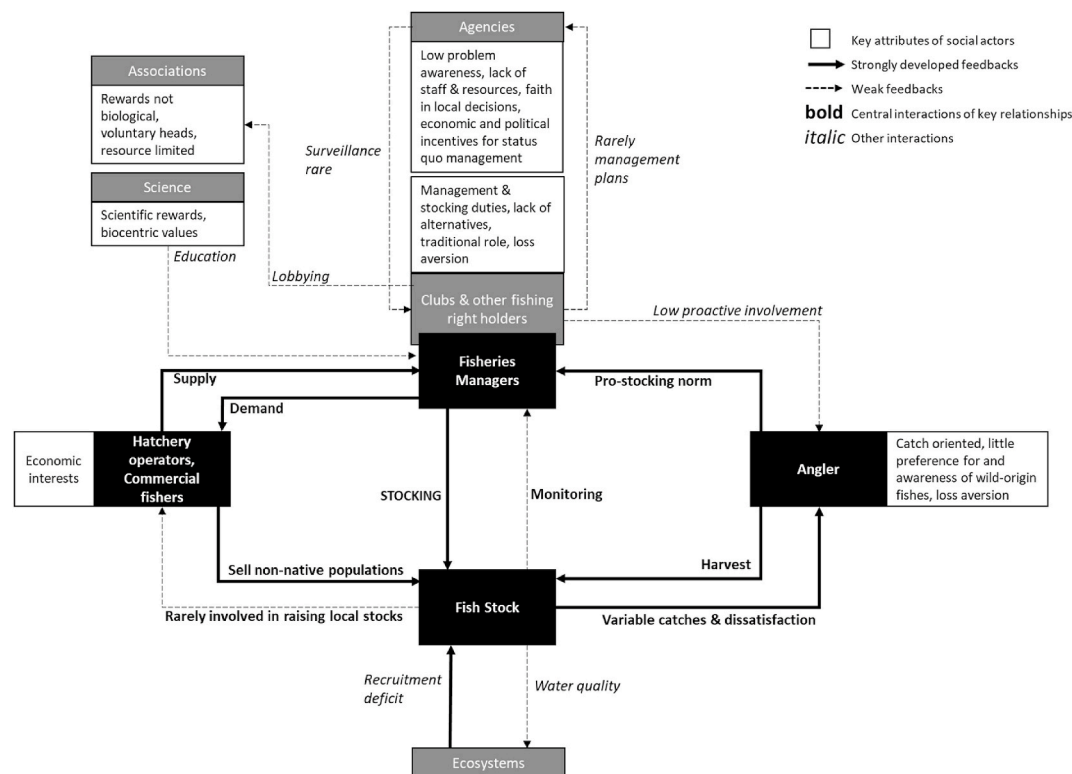 Agencies
Low problem
awareness, lack of
staff & resources, faith
in local decisions,
economic and political
incentives for status
quo management
Key attributes of social actors
Strongly developed feedbacks
Weak feedbacks
bold Central interactions of key relationships
italic Other interactions
Associations
Rewards not
biological,
voluntary heads,
resource limited
Surveillance
rare
Rarely
management
plans
Science
Scientific rewards,
biocentric values
Management &
stocking duties, lack of
alternatives,
traditional role, loss
aversion
Education
Lobbying
Clubs & other fishing
right holders
Low proactive involvement
Fisheries
Managers
Supply
Pro-stocking norm
Demand
Economic
interests
Hatchery
operators,
Commercial
fishers
Angler
Catch oriented, little
preference for and
awareness of wild-origin
fishes, loss aversion
STOCKING
Monitoring
Sell non-native populations
Harvest
Fish Stock
Rarely involved in raising local stocks
Variable catches & dissatisfaction
Recruitment
deficit
Water quality
Ecosystems